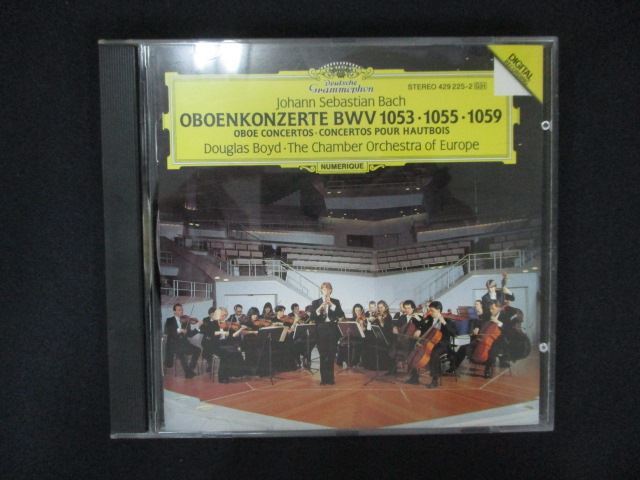 Deutsche
Grammophon
DIGITAL
STEREO 429 225-2 GH
Johann Sebastian Bach
OBOENKONZERTE BWV 1053 · 1055 · 1059
OBOE CONCERTOS · CONCERTOS POUR HAUTBOIS
Douglas Boyd · The Chamber Orchestra of Europe
NUMERIQUE